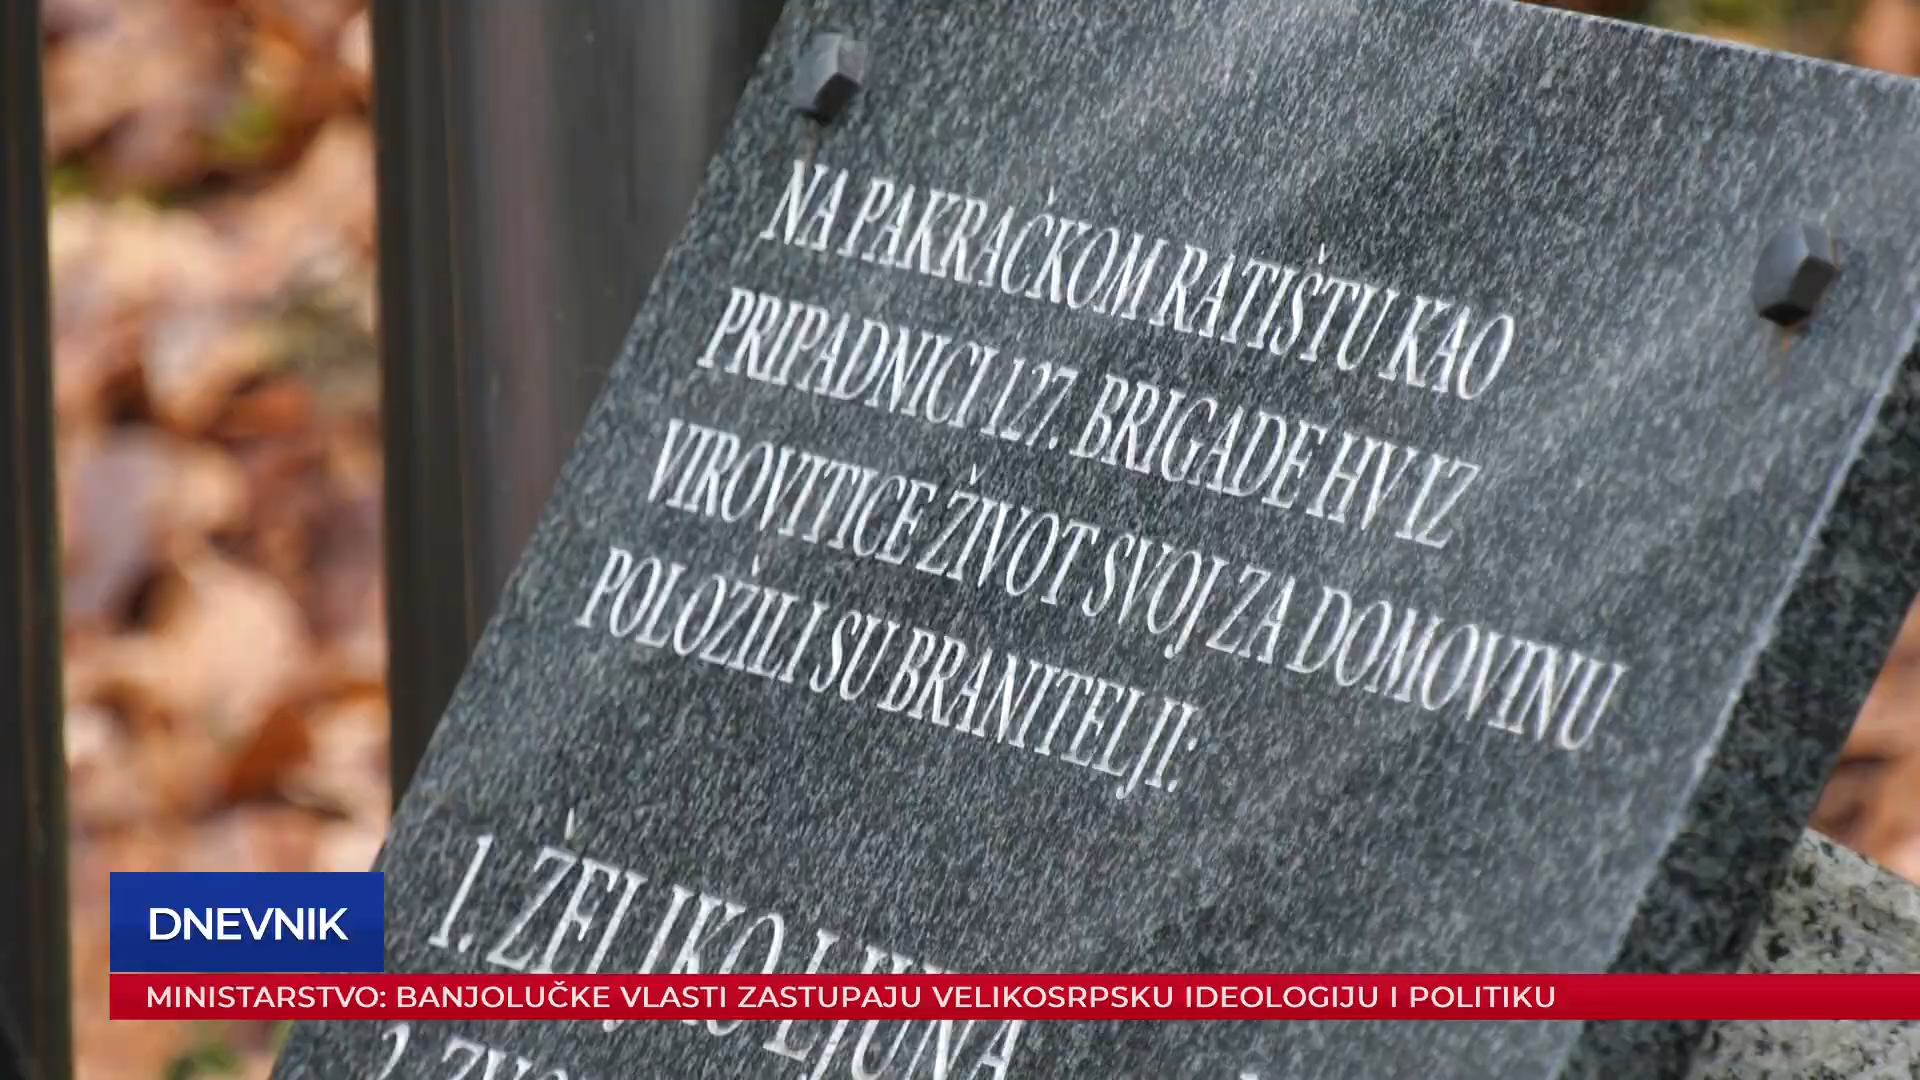 NA PAKRAČKOM RATIŠTU KAO
PRIPADNICI 127. BRIGADE HV IZ
VIROVITICE ŽIVOT SVOJ ZA DOMOVINU
POLOŽILI SU BRANITELJI:
1. ŽELJKO LJUNA
2.
DNEVNIK
MINISTARSTVO: BANJOLUČKE VLASTI ZASTUPAJU VELIKOSRPSKU IDEOLOGIJU I POLITIKU